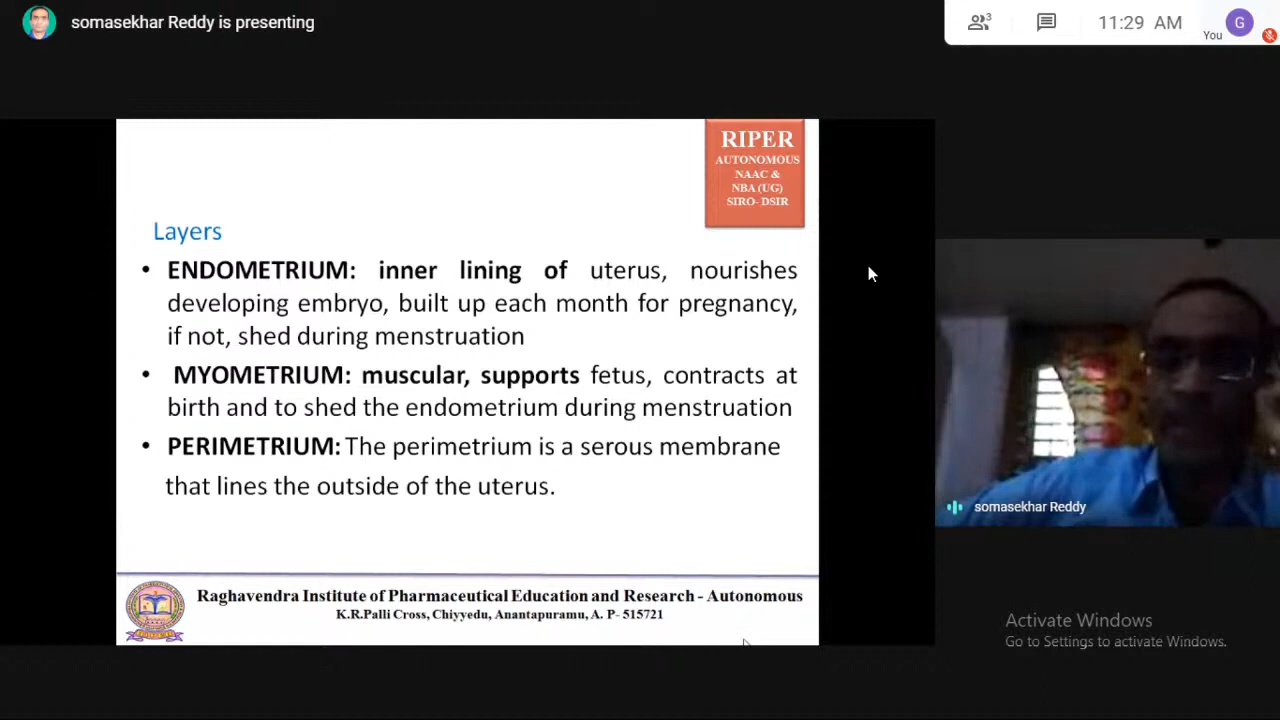 somasekhar Reddy is presenting
3
11:29 AM
You
G
RIPER
AUTONOMOUS
NAAC &
NBA (UG)
SIRO- DSIR
Layers
• ENDOMETRIUM: inner lining of uterus, nourishes
developing embryo, built up each month for pregnancy,
if not, shed during menstruation
• MYOMETRIUM: muscular, supports fetus, contracts at
birth and to shed the endometrium during menstruation
• PERIMETRIUM: The perimetrium is a serous membrane
that lines the outside of the uterus.
somasekhar Reddy
Raghavendra Institute of Pharmaceutical Education and Research - Autonomous
K.R.Palli Cross, Chiyyedu, Anantapuramu, A. P- 515721
Activate Windows
Go to Settings to activate Windows.